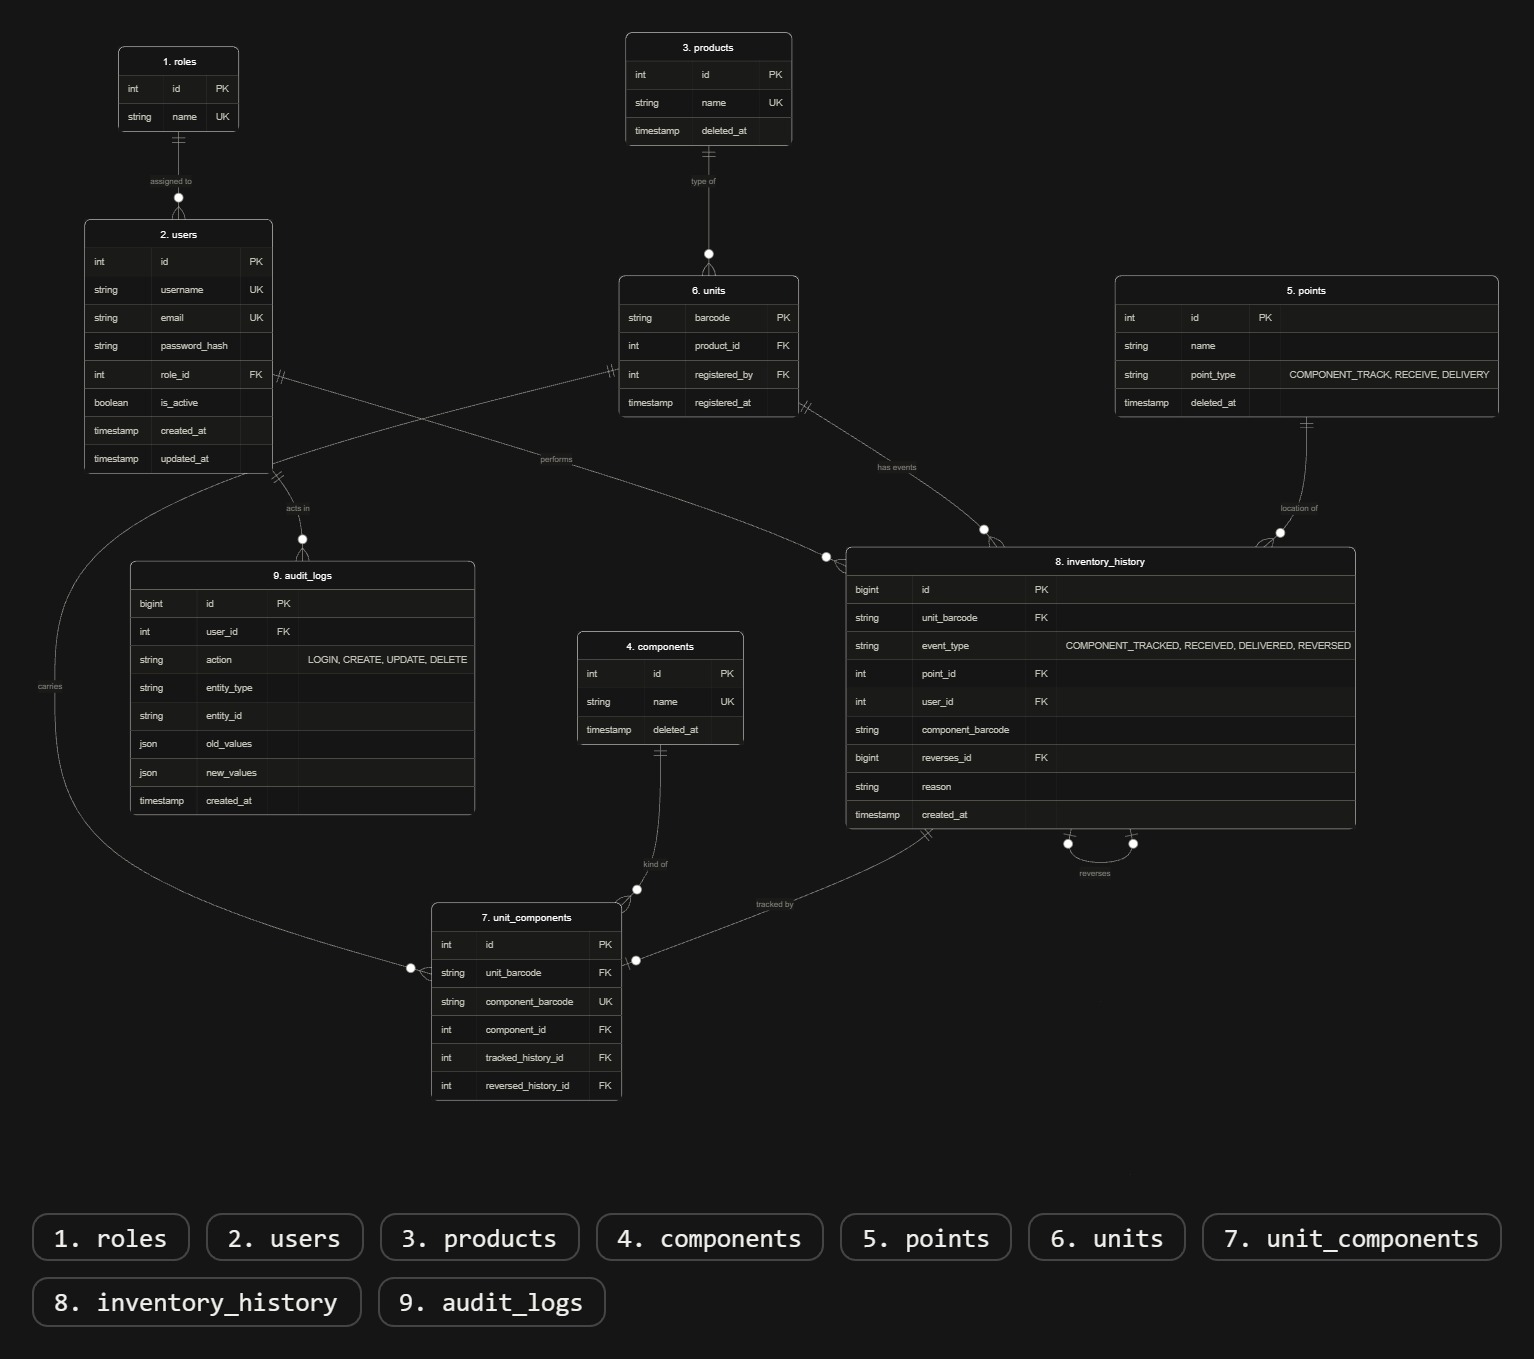 1. roles
int id PK
string name UK
assigned to
3. products
int id PK
string name UK
timestamp deleted_at
type of
2. users
int id PK
string username UK
string email UK
string password_hash
int role_id FK
boolean is_active
timestamp created_at
timestamp updated_at
6. units
string barcode PK
int product_id FK
int registered_by FK
timestamp registered_at
5. points
int id PK
string name
string point_type COMPONENT_TRACK, RECEIVE, DELIVERY
timestamp deleted_at
performs
has events
acts in
location of
9. audit_logs
bigint id PK
int user_id FK
string action LOGIN, CREATE, UPDATE, DELETE
string entity_type
string entity_id
json old_values
json new_values
timestamp created_at
carries
4. components
int id PK
string name UK
timestamp deleted_at
8. inventory_history
bigint id PK
string unit_barcode FK
string event_type COMPONENT_TRACKED, RECEIVED, DELIVERED, REVERSED
int point_id FK
int user_id FK
string component_barcode
bigint reverses_id FK
string reason
timestamp created_at
kind of
reverses
tracked by
7. unit_components
int id PK
string unit_barcode FK
string component_barcode UK
int component_id FK
int tracked_history_id FK
int reversed_history_id FK
1. roles
2. users
3. products
4. components
5. points
6. units
7. unit_components
8. inventory_history
9. audit_logs